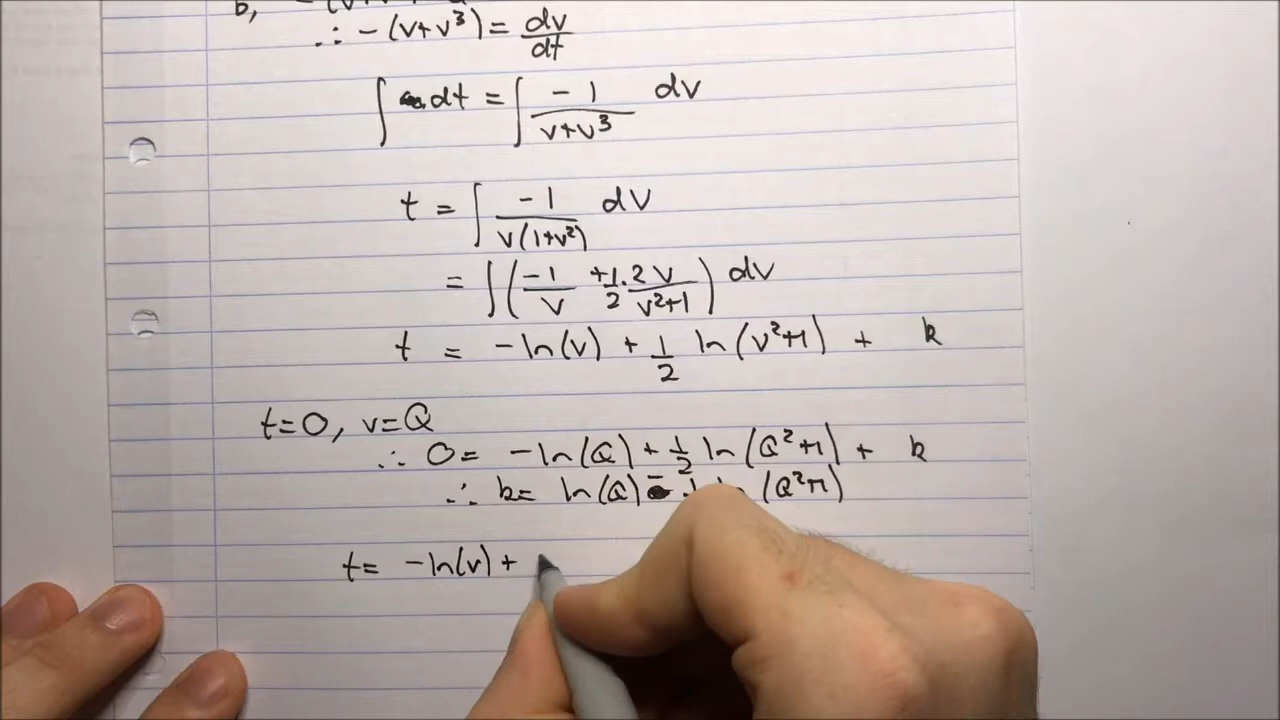 b,
∴ -(v+v³) = dv/dt
∫ dt = ∫ -1/(v+v³) dv
t = ∫ -1/(v(1+v²)) dv
= ∫ (-1/v + 1/2 . 2v/(v²+1)) dv
t = -ln(v) + 1/2 ln(v²+1) + k
t=0, v=Q
∴ 0 = -ln(Q) + 1/2 ln(Q²+1) + k
∴ k = ln(Q) - (Q²+1)
t = -ln(v) +